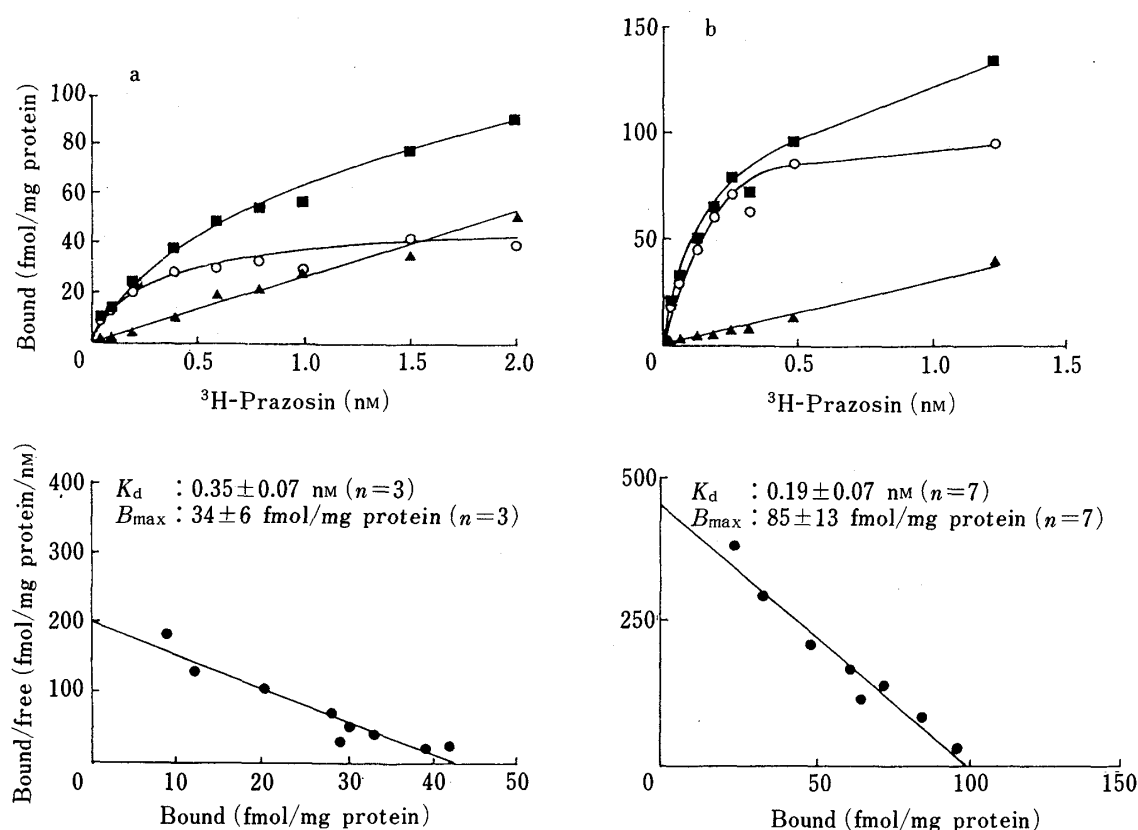 a
Bound (fmol/mg protein)
100
80
60
40
20
0
0.5
1.0
1.5
2.0
³H-Prazosin (nM)
b
150
100
50
0
0.5
1.0
1.5
³H-Prazosin (nM)
Bound/free (fmol/mg protein/nM)
400
300
200
100
0
10
20
30
40
50
Kd : 0.35±0.07 nM (n=3)
Bmax : 34±6 fmol/mg protein (n=3)
Bound (fmol/mg protein)
500
250
0
50
100
150
Kd : 0.19±0.07 nM (n=7)
Bmax : 85±13 fmol/mg protein (n=7)
Bound (fmol/mg protein)